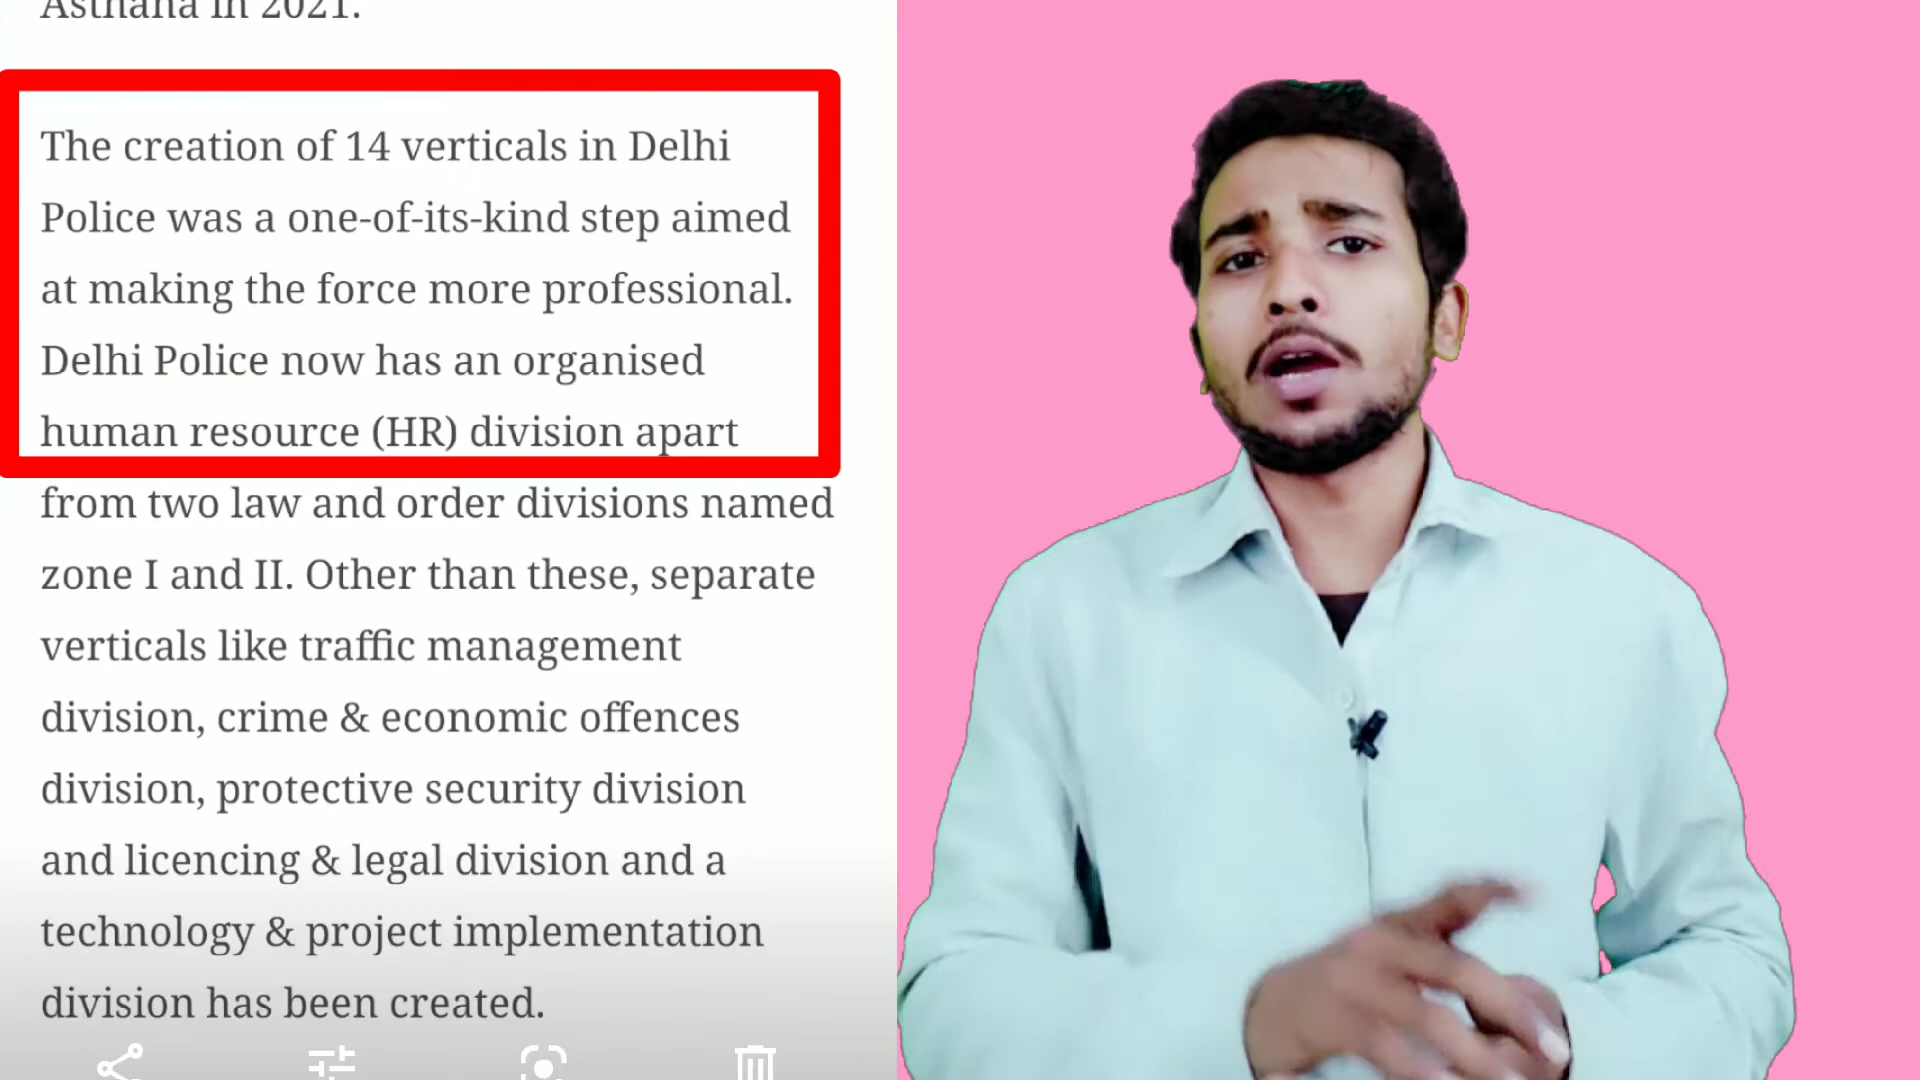 Asthana in 2021.
The creation of 14 verticals in Delhi
Police was a one-of-its-kind step aimed
at making the force more professional.
Delhi Police now has an organised
human resource (HR) division apart
from two law and order divisions named
zone I and II. Other than these, separate
verticals like traffic management
division, crime & economic offences
division, protective security division
and licencing & legal division and a
technology & project implementation
division has been created.